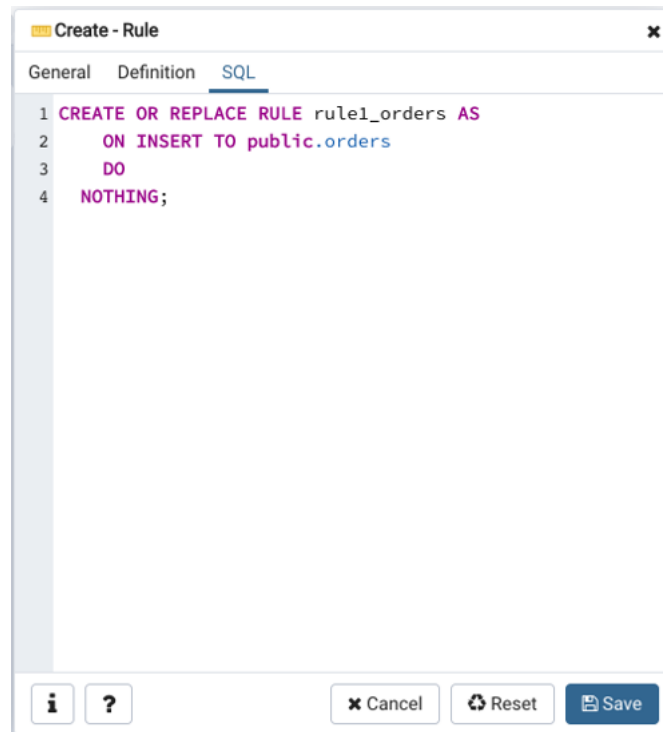 Create - Rule
General Definition SQL
1 CREATE OR REPLACE RULE rule1_orders AS
2 ON INSERT TO public.orders
3 DO
4 NOTHING;
i ? Cancel Reset Save